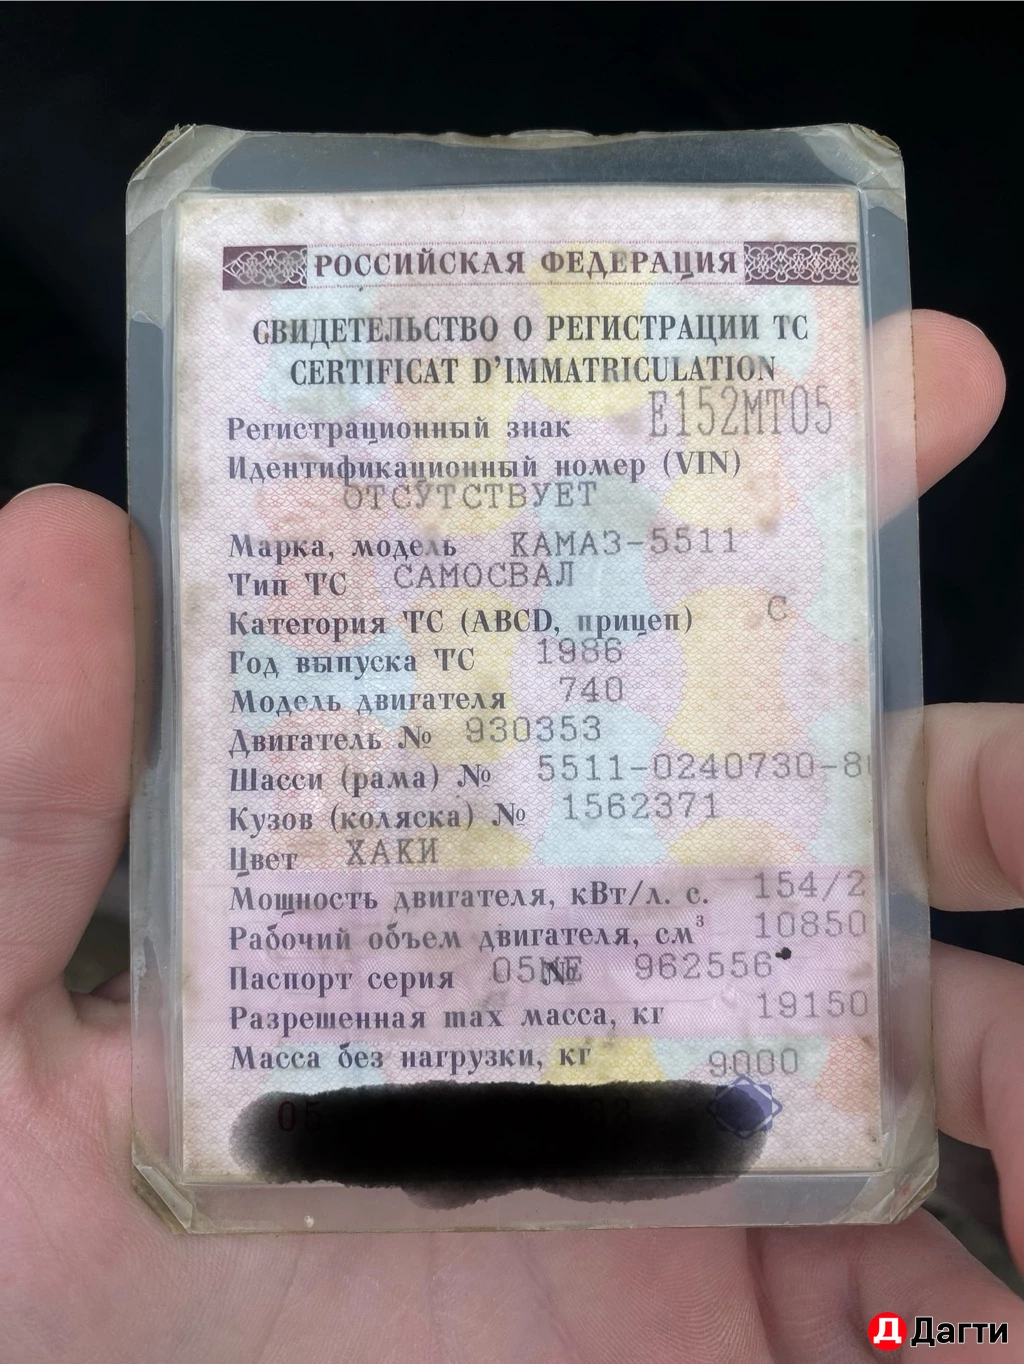 РОССИЙСКАЯ ФЕДЕРАЦИЯ
СВИДЕТЕЛЬСТВО О РЕГИСТРАЦИИ ТС
CERTIFICAT D'IMMATRICULATION
Регистрационный знак Е152МТ05
Идентификационный номер (VIN)
ОТСУТСТВУЕТ
Марка, модель КАМАЗ-5511
Тип ТС САМОСВАЛ
Категория ТС (ABCD, прицеп) С
Год выпуска ТС 1986
Модель двигателя 740
Двигатель № 930353
Шасси (рама) № 5511-0240730-8
Кузов (коляска) № 1562371
Цвет ХАКИ
Мощность двигателя, кВт/л. с. 154/2
Рабочий объем двигателя, см³ 10850
Паспорт серия 05МЕ № 962556
Разрешенная max масса, кг 19150
Масса без нагрузки, кг 9000
05
Д Дагти